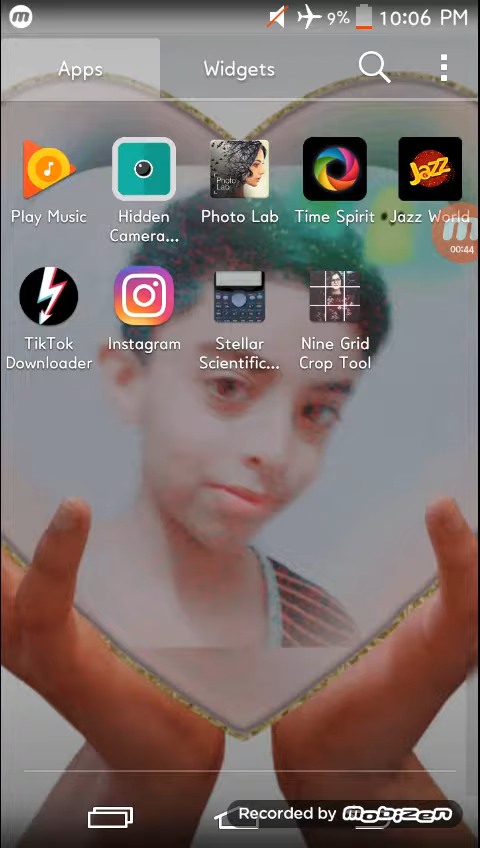 9% 10:06 PM
Apps Widgets
Play Music Hidden Camera... Photo Lab Time Spirit Jazz World
00:44
TikTok Downloader Instagram Stellar Scientific... Nine Grid Crop Tool
Recorded by Mobizen